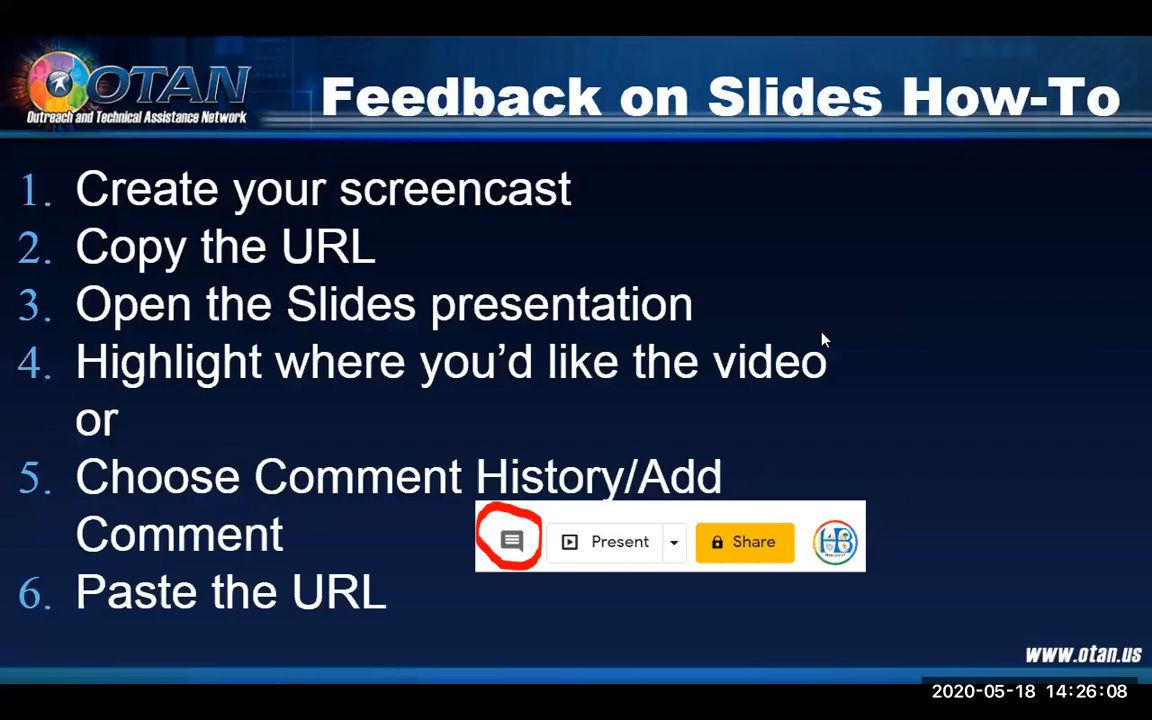 OTAN
Outreach and Technical Assistance Network
Feedback on Slides How-To
1. Create your screencast
2. Copy the URL
3. Open the Slides presentation
4. Highlight where you’d like the video
or
5. Choose Comment History/Add
Comment
Present
Share
HB
6. Paste the URL
www.otan.us
2020-05-18 14:26:08